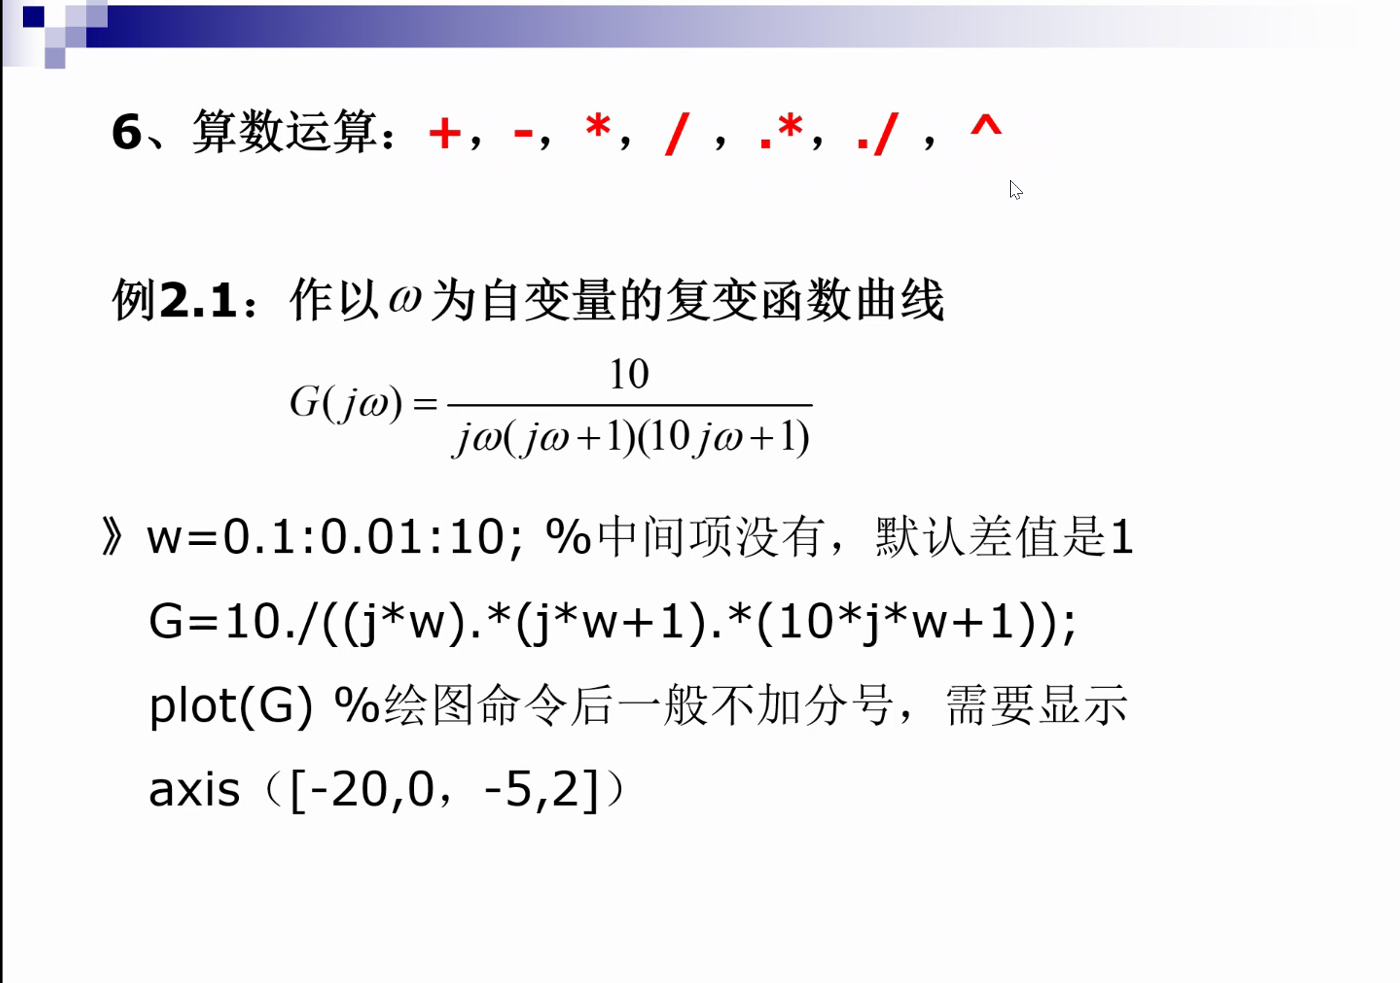 6、算数运算：+，-，*，/ ，.*，./ ，^
例2.1：作以ω为自变量的复变函数曲线
G(jω) = 10 / jω(jω+1)(10jω+1)
》w=0.1:0.01:10; %中间项没有，默认差值是1
G=10./((j*w).*(j*w+1).*(10*j*w+1));
plot(G) %绘图命令后一般不加分号，需要显示
axis（[-20,0，-5,2]）